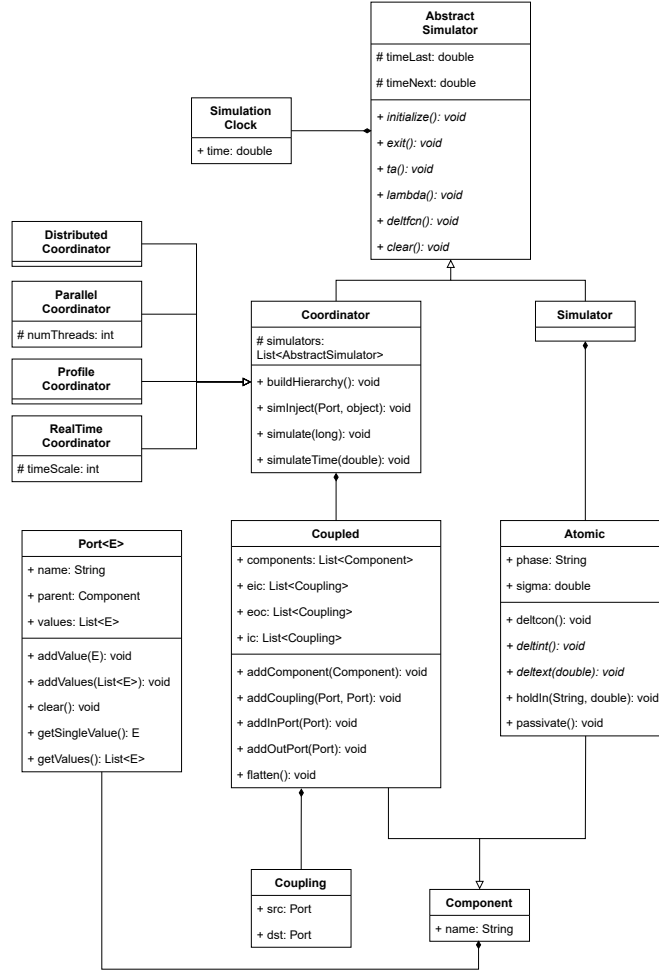 Abstract
Simulator
# timeLast: double
# timeNext: double
+ initialize(): void
+ exit(): void
+ ta(): void
+ lambda(): void
+ deltfcn(): void
+ clear(): void
Simulation
Clock
+ time: double
Distributed
Coordinator
Parallel
Coordinator
# numThreads: int
Profile
Coordinator
RealTime
Coordinator
# timeScale: int
Coordinator
# simulators:
List<AbstractSimulator>
+ buildHierarchy(): void
+ simInject(Port, object): void
+ simulate(long): void
+ simulateTime(double): void
Simulator
Port<E>
+ name: String
+ parent: Component
+ values: List<E>
+ addValue(E): void
+ addValues(List<E>): void
+ clear(): void
+ getSingleValue(): E
+ getValues(): List<E>
Coupled
+ components: List<Component>
+ eic: List<Coupling>
+ eoc: List<Coupling>
+ ic: List<Coupling>
+ addComponent(Component): void
+ addCoupling(Port, Port): void
+ addInPort(Port): void
+ addOutPort(Port): void
+ flatten(): void
Atomic
+ phase: String
+ sigma: double
+ deltcon(): void
+ deltint(): void
+ deltext(double): void
+ holdIn(String, double): void
+ passivate(): void
Coupling
+ src: Port
+ dst: Port
Component
+ name: String